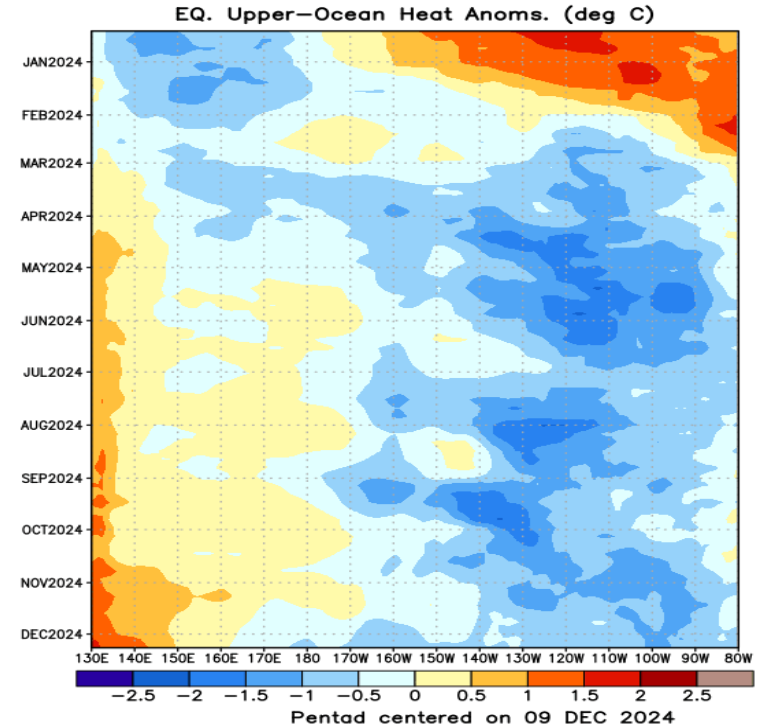 EQ. Upper-Ocean Heat Anoms. (deg C)
JAN2024
FEB2024
MAR2024
APR2024
MAY2024
JUN2024
JUL2024
AUG2024
SEP2024
OCT2024
NOV2024
DEC2024
130E 140E 150E 160E 170E 180 170W 160W 150W 140W 130W 120W 110W 100W 90W 80W
-2.5 -2 -1.5 -1 -0.5 0 0.5 1 1.5 2 2.5
Pentad centered on 09 DEC 2024